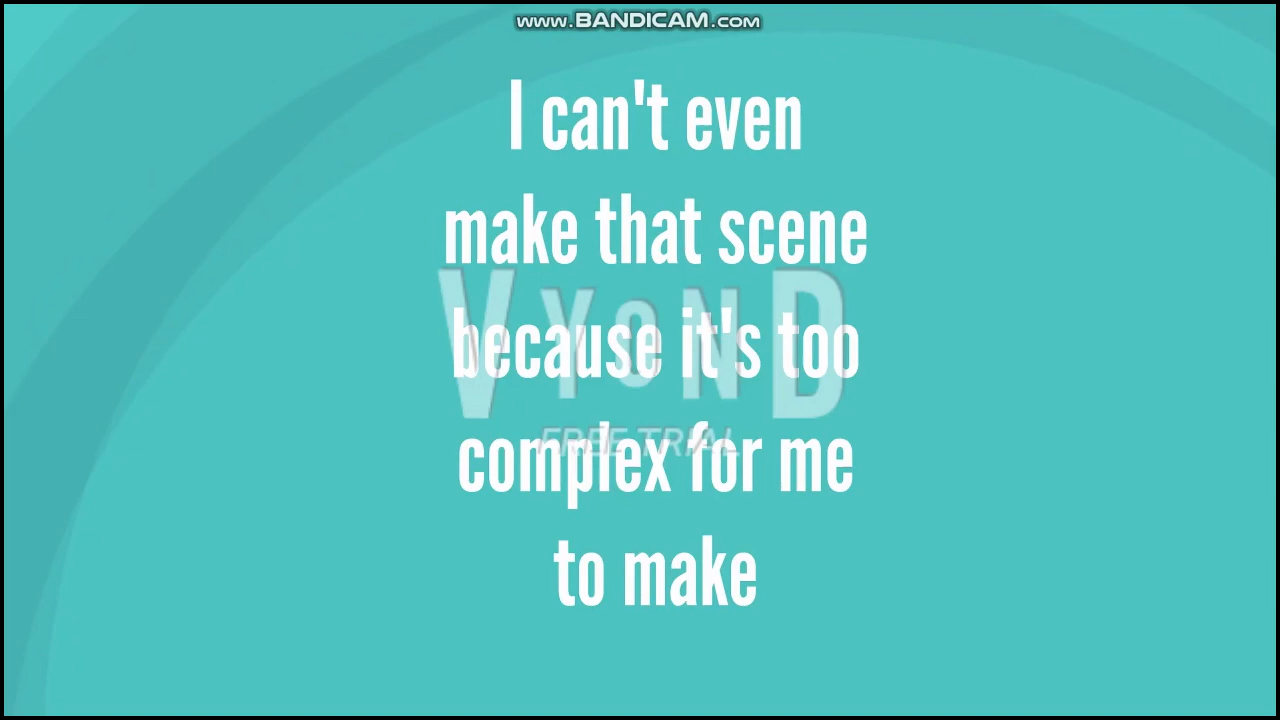 www.BANDICAM.com
I can't even
make that scene
because it's too
complex for me
to make
VYOND
FREE TRIAL